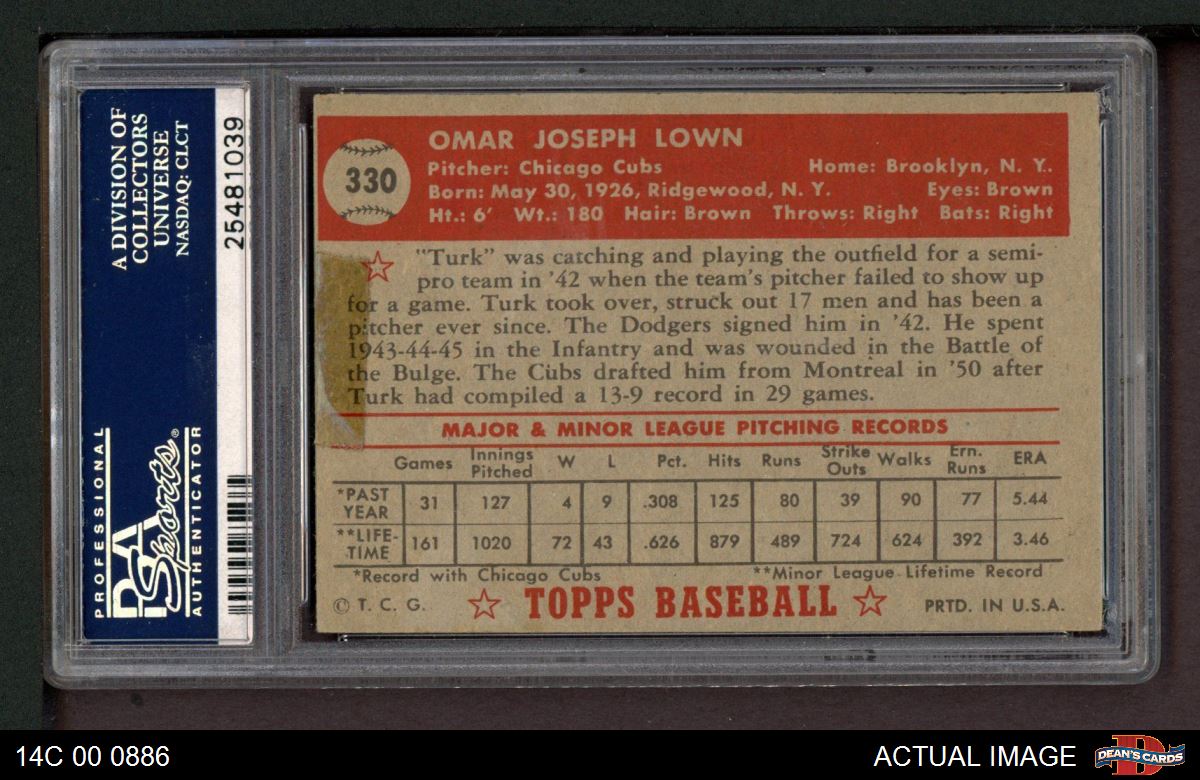 A DIVISION OF
COLLECTORS
UNIVERSE
NASDAQ: CLCT
25481039
PROFESSIONAL
PSA
Sports®
AUTHENTICATOR
330
OMAR JOSEPH LOWN
Pitcher: Chicago Cubs Home: Brooklyn, N. Y.
Born: May 30, 1926, Ridgewood, N. Y. Eyes: Brown
Ht.: 6' Wt.: 180 Hair: Brown Throws: Right Bats: Right
"Turk" was catching and playing the outfield for a semi-
pro team in '42 when the team's pitcher failed to show up
for a game. Turk took over, struck out 17 men and has been a
pitcher ever since. The Dodgers signed him in '42. He spent
1943-44-45 in the Infantry and was wounded in the Battle of
the Bulge. The Cubs drafted him from Montreal in '50 after
Turk had compiled a 13-9 record in 29 games.
MAJOR & MINOR LEAGUE PITCHING RECORDS
Games Innings Pitched W L Pct. Hits Runs Strike Outs Walks Ern. Runs ERA
*PAST YEAR 31 127 4 9 .308 125 80 39 90 77 5.44
**LIFE-TIME 161 1020 72 43 .626 879 489 724 624 392 3.46
*Record with Chicago Cubs **Minor League Lifetime Record
© T. C. G. TOPPS BASEBALL PRTD. IN U.S.A.
14C 00 0886 ACTUAL IMAGE
DEAN'S CARDS